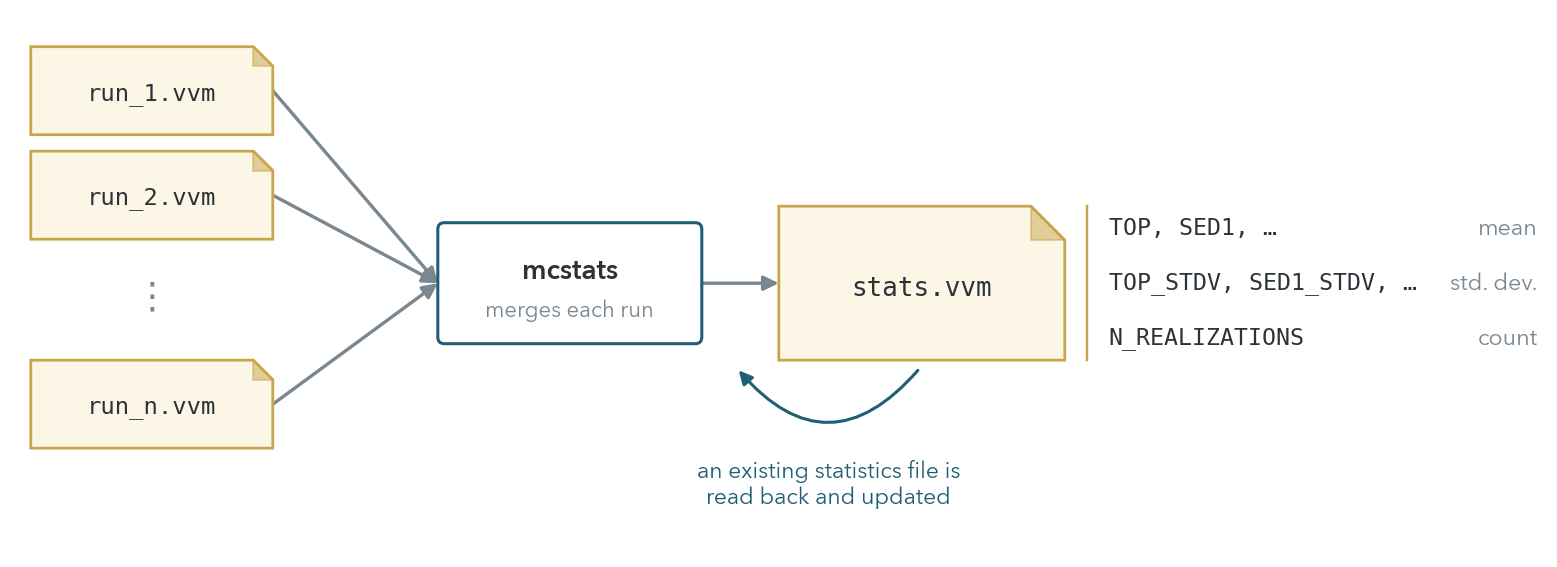 run_1.vvm
run_2.vvm
⋮
run_n.vvm
mcstats
merges each run
stats.vvm
TOP, SED1, … mean
TOP_STDV, SED1_STDV, … std. dev.
N_REALIZATIONS count
an existing statistics file is
read back and updated